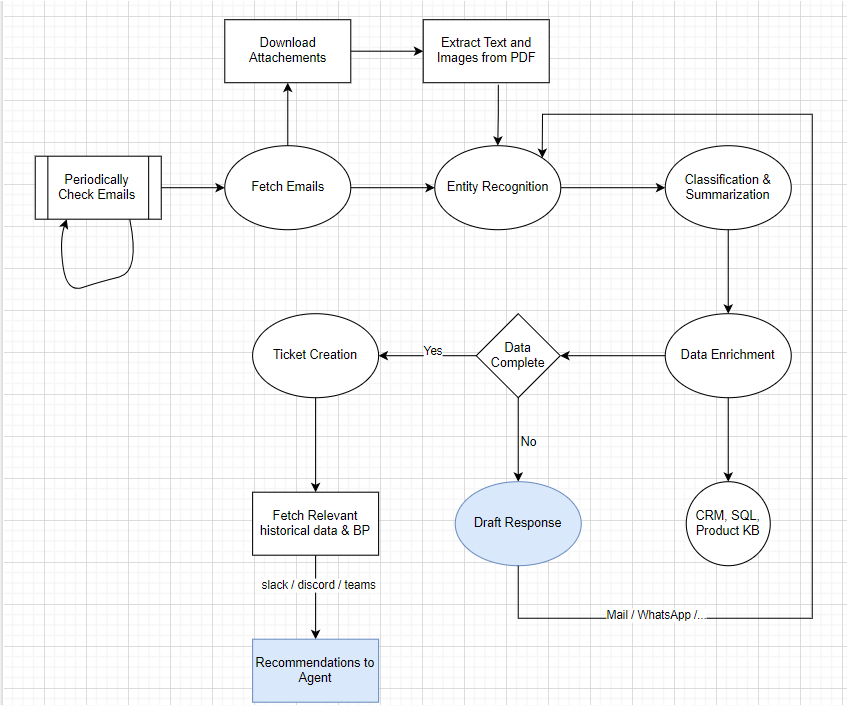 Download
Attachements
Extract Text and
Images from PDF
Periodically
Check Emails
Fetch Emails
Entity Recognition
Classification &
Summarization
Ticket Creation
Yes
Data
Complete
Data Enrichment
No
Fetch Relevant
historical data & BP
Draft Response
CRM, SQL,
Product KB
slack / discord / teams
Mail / WhatsApp /...
Recommendations to
Agent